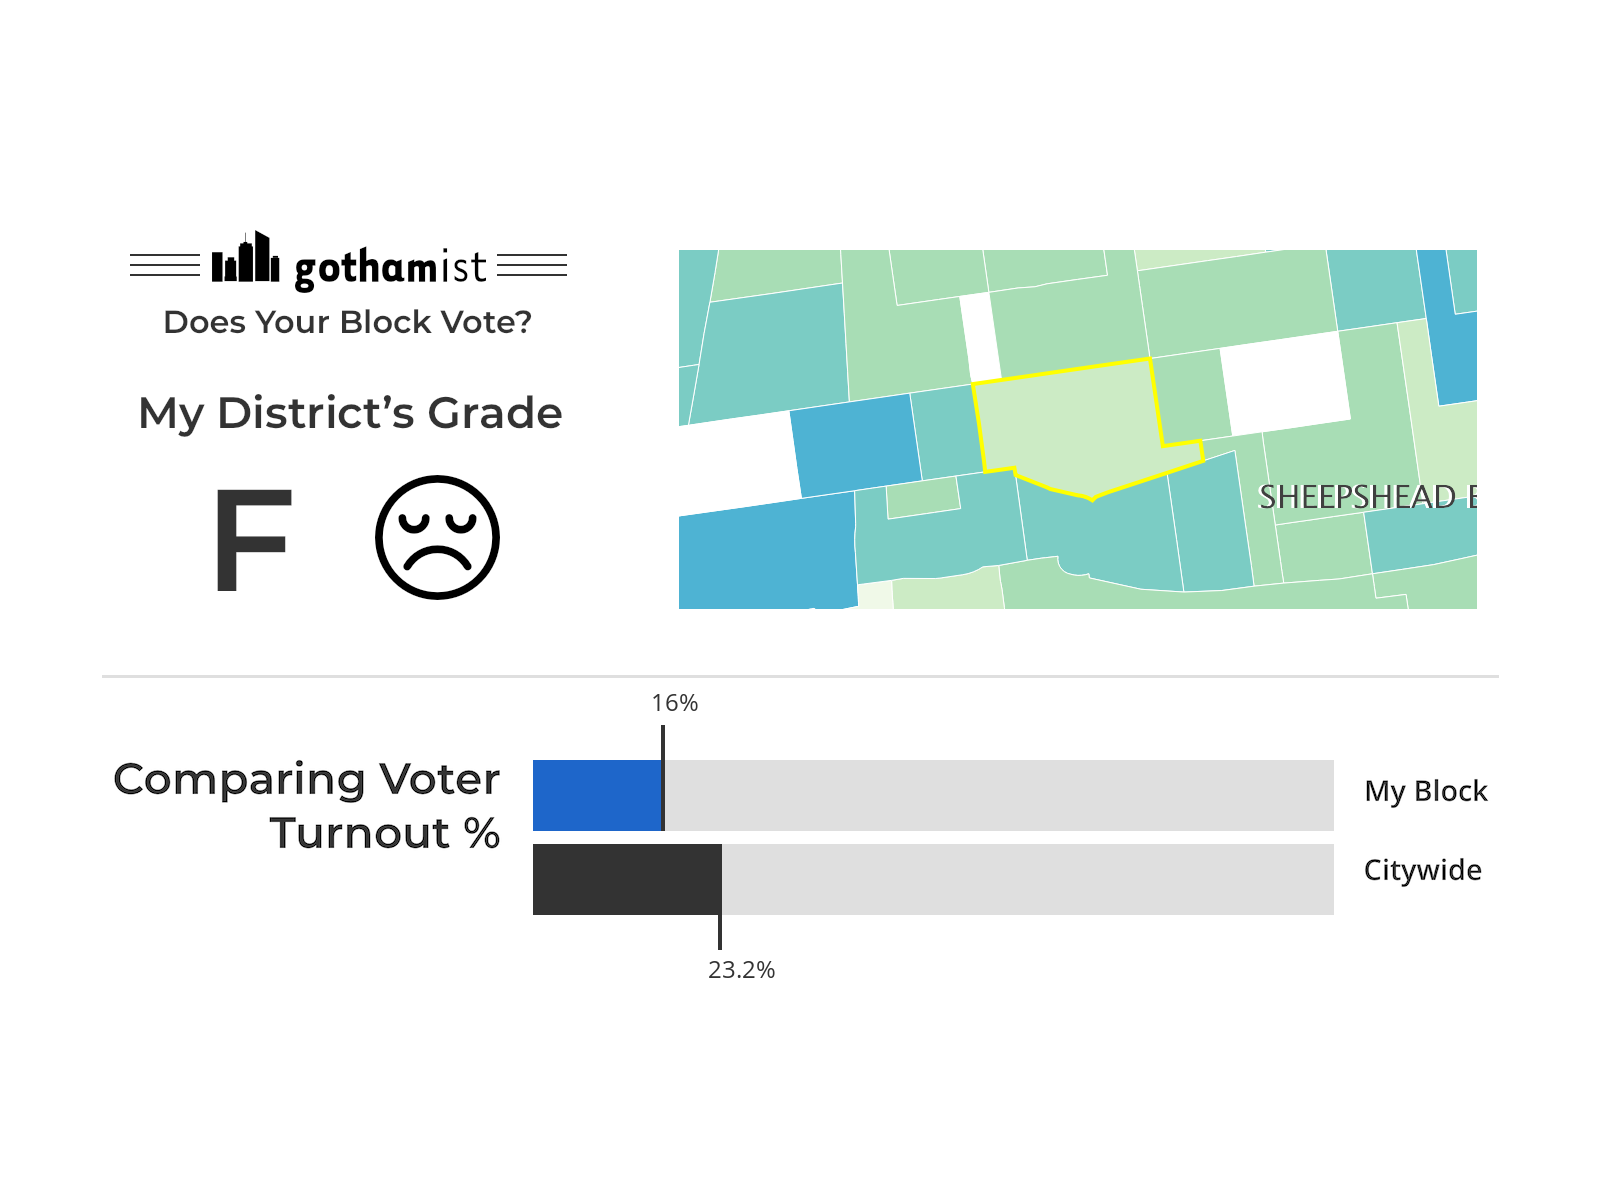 gothamist
Does Your Block Vote?
My District's Grade
F
SHEEPSHEAD
16%
Comparing Voter
Turnout %
My Block
Citywide
23.2%